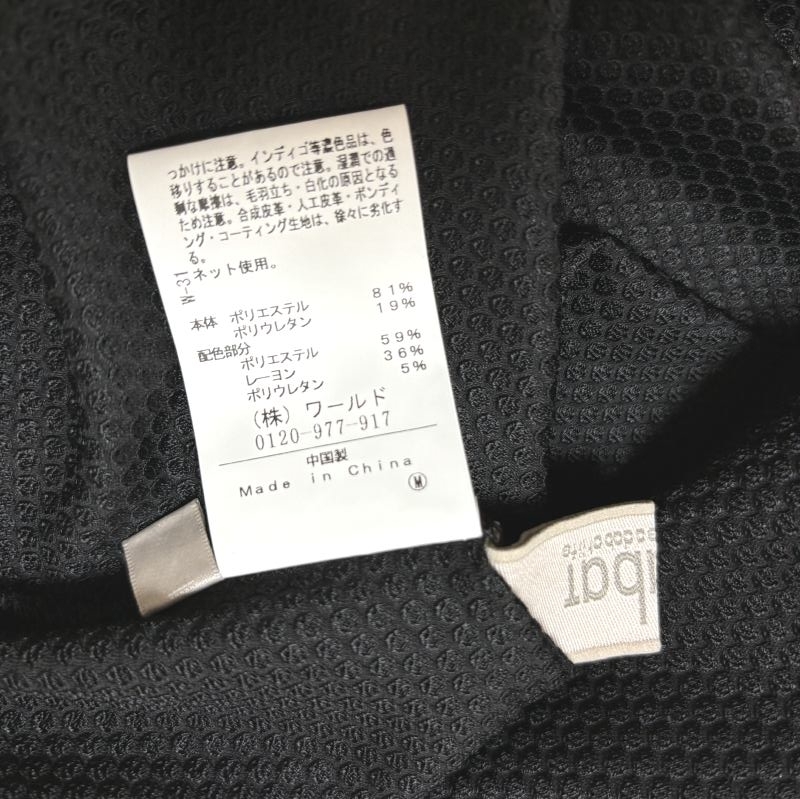 っかけに注意。インディゴ等濃色品は、色
移りすることがあるので注意。湿潤での過
剰な摩擦は、毛羽立ち・白化の原因となる
ため注意。合成皮革・人工皮革・ボンディ
ング・コーティング生地は、徐々に劣化す
る。
ネット使用。
W-31
本体 ポリエステル 81%
ポリウレタン 19%
配色部分
ポリエステル 59%
レーヨン 36%
ポリウレタン 5%
(株) ワールド
0120-977-917
中国製
Made in China
M